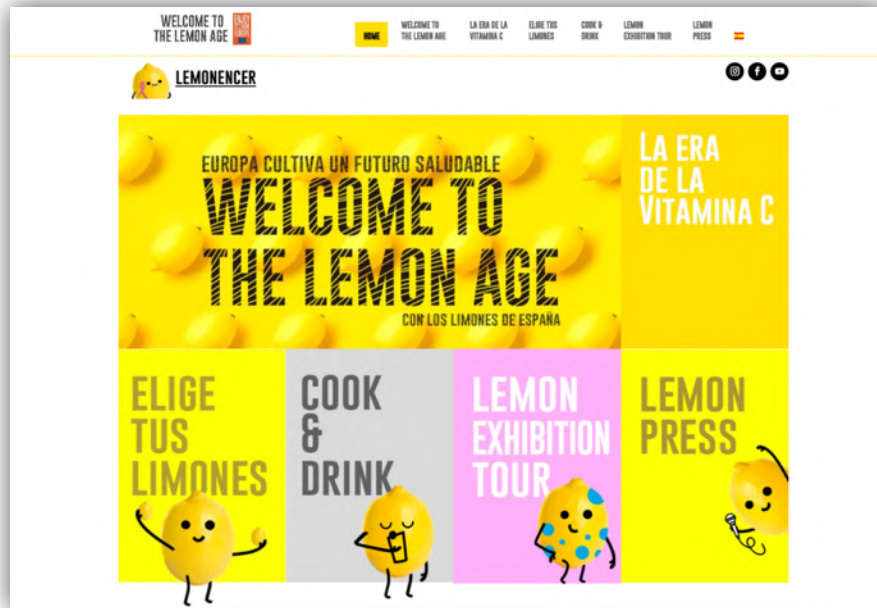 WELCOME TO
THE LEMON AGE
ENJOY
HOME
WELCOME TO
THE LEMON AGE
LA ERA DE LA
VITAMINA C
ELIGE TUS
LIMONES
COOK &
DRINK
LEMON
EXHIBITION TOUR
LEMON
PRESS
LEMONENCER
EUROPA CULTIVA UN FUTURO SALUDABLE
WELCOME TO
THE LEMON AGE
CON LOS LIMONES DE ESPAÑA
LA ERA
DE LA
VITAMINA C
ELIGE
TUS
LIMONES
COOK
&
DRINK
LEMON
EXHIBITION
TOUR
LEMON
PRESS